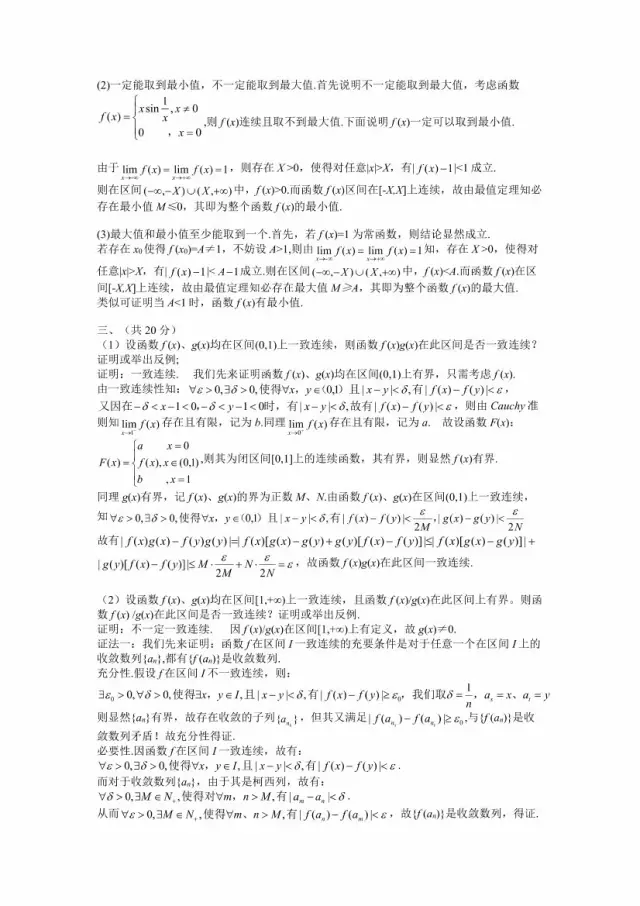 (2)一定能取到最小值，不一定能取到最大值.首先说明不一定能取到最大值，考虑函数
f(x)={ x sin 1/x, x≠0
0 , x=0 ,则 f(x)连续且取不到最大值.下面说明 f(x)一定可以取到最小值.
由于 lim_{x→-∞} f(x)=lim_{x→+∞} f(x)=1，则存在 X>0，使得对任意|x|>X，有| f(x)-1|<1 成立.
则在区间(-∞,-X)∪(X,+∞)中，f(x)>0.而函数 f(x)区间在[-X,X]上连续，故由最值定理知必
存在最小值 M≤0，其即为整个函数 f(x)的最小值.
(3)最大值和最小值至少能取到一个.首先，若 f(x)=1 为常函数，则结论显然成立.
若存在 x₀ 使得 f(x₀)=A≠1，不妨设 A>1,则由 lim_{x→-∞} f(x)=lim_{x→+∞} f(x)=1 知，存在 X>0，使得对
任意|x|>X，有| f(x)-1|<A-1成立.则在区间(-∞,-X)∪(X,+∞)中，f(x)<A.而函数 f(x)在区
间[-X,X]上连续，故由最值定理知必存在最大值 M≥A，其即为整个函数 f(x)的最大值.
类似可证明当 A<1 时，函数 f(x)有最小值.
三、（共 20 分）
（1）设函数 f(x)、g(x)均在区间(0,1)上一致连续，则函数 f(x)g(x)在此区间是否一致连续？
证明或举出反例;
证明：一致连续. 我们先来证明函数 f(x)、g(x)均在区间(0,1)上有界，只需考虑 f(x).
由一致连续性知：∀ε>0,∃δ>0,使得∀x，y∈(0,1) 且|x-y|<δ,有| f(x)-f(y)|<ε，
又因在-δ<x-1<0,-δ<y-1<0时，有|x-y|<δ,故有| f(x)-f(y)|<ε，则由 Cauchy 准
则知 lim_{x→1⁻} f(x)存在且有限，记为 b.同理 lim_{x→0⁺} f(x)存在且有限，记为 a. 故设函数 F(x):
F(x)={ a x=0
f(x),x∈(0,1) ,则其为闭区间[0,1]上的连续函数，其有界，则显然 f(x)有界.
b ,x=1
同理 g(x)有界，记 f(x)、g(x)的界为正数 M、N.由函数 f(x)、g(x)在区间(0,1)上一致连续，
知∀ε>0,∃δ>0,使得∀x，y∈(0,1) 且|x-y|<δ,有| f(x)-f(y)|<ε/2M,|g(x)-g(y)|<ε/2N
故有| f(x)g(x)-f(y)g(y)|=| f(x)[g(x)-g(y)+g(y)[f(x)-f(y)]|≤| f(x)[g(x)-g(y)]|+
|g(y)[f(x)-f(y)]|≤M·ε/2M+N·ε/2N=ε，故函数 f(x)g(x)在此区间一致连续.
（2）设函数 f(x)、g(x)均在区间[1,+∞)上一致连续，且函数 f(x)/g(x)在此区间上有界。则函
数 f(x) /g(x)在此区间是否一致连续？证明或举出反例.
证明：不一定一致连续. 因 f(x)/g(x)在区间[1,+∞)上有定义，故 g(x)≠0.
证法一：我们先来证明：函数 f 在区间 I 一致连续的充要条件是对于任意一个在区间 I 上的
收敛数列{aₙ},都有{f(aₙ)}是收敛数列.
充分性.假设 f 在区间 I 不一致连续，则：
∃ε₀>0,∀δ>0,使得∃x，y∈I,且|x-y|<δ,有| f(x)-f(y)|≥ε₀，我们取δ=1/n，aₛ=x、aₜ=y
则显然{aₙ}有界，故存在收敛的子列{a_{n_k}}，但其又满足| f(a_{n_s})-f(a_{n_t})|≥ε₀,与{f(aₙ)}是收
敛数列矛盾！故充分性得证.
必要性.因函数 f 在区间 I 一致连续，故有：
∀ε>0,∃δ>0,使得∀x，y∈I,且|x-y|<δ,有| f(x)-f(y)|<ε.
而对于收敛数列{aₙ}，由于其是柯西列，故有：
∀δ>0,∃M∈N₊,使得对∀m，n>M,有|aₘ-aₙ|<δ.
从而∀ε>0,∃M∈N₊,使得∀m、n>M,有| f(aₙ)-f(aₘ)|<ε，故{f(aₙ)}是收敛数列，得证.